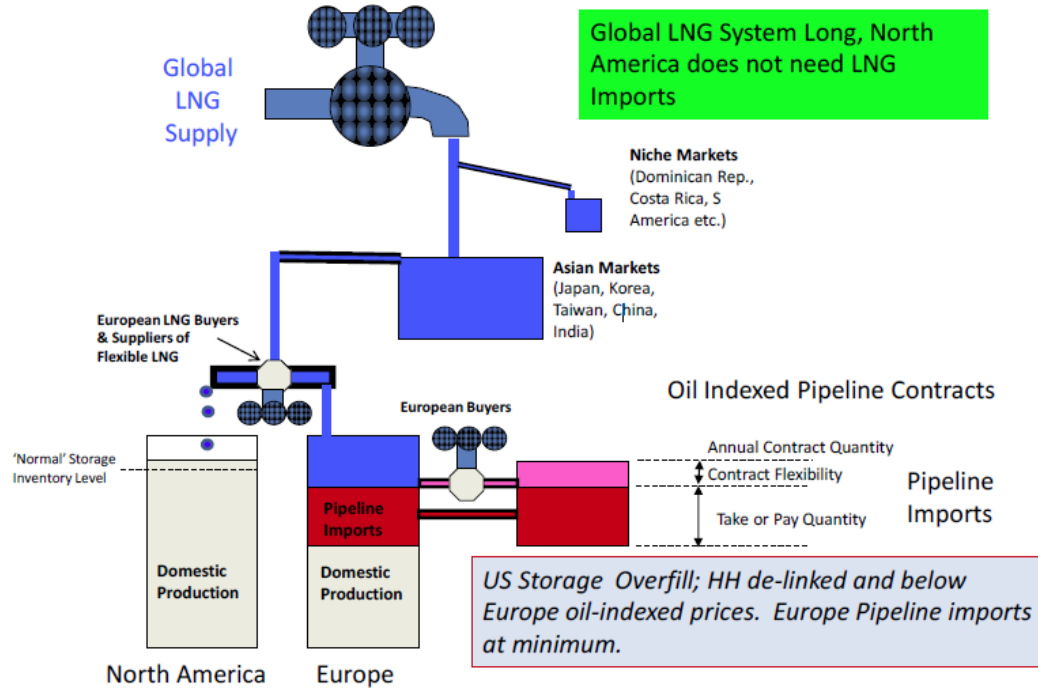 Global
LNG
Supply
Global LNG System Long, North
America does not need LNG
Imports
Niche Markets
(Dominican Rep.,
Costa Rica, S
America etc.)
Asian Markets
(Japan, Korea,
Taiwan, China,
India)
European LNG Buyers
& Suppliers of
Flexible LNG
European Buyers
Oil Indexed Pipeline Contracts
'Normal' Storage
Inventory Level
Annual Contract Quantity
Contract Flexibility
Take or Pay Quantity
Pipeline
Imports
Pipeline
Imports
Domestic
Production
Domestic
Production
US Storage  Overfill; HH de-linked and below
Europe oil-indexed prices.  Europe Pipeline imports
at minimum.
North America
Europe